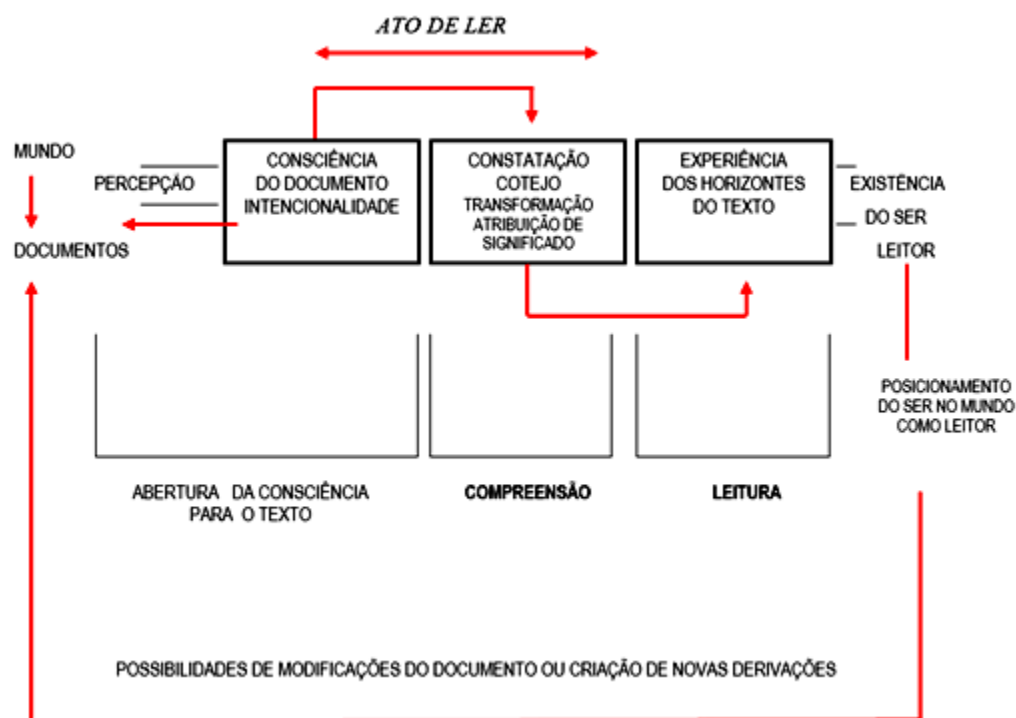 ATO DE LER
MUNDO
PERCEPÇÃO
DOCUMENTOS
CONSCIÊNCIA
DO DOCUMENTO
INTENCIONALIDADE
CONSTATAÇÃO
COTEJO
TRANSFORMAÇÃO
ATRIBUIÇÃO DE
SIGNIFICADO
EXPERIÊNCIA
DOS HORIZONTES
DO TEXTO
EXISTÊNCIA
DO SER
LEITOR
POSICIONAMENTO
DO SER NO MUNDO
COMO LEITOR
ABERTURA DA CONSCIÊNCIA
PARA O TEXTO
COMPREENSÃO
LEITURA
POSSIBILIDADES DE MODIFICAÇÕES DO DOCUMENTO OU CRIAÇÃO DE NOVAS DERIVAÇÕES